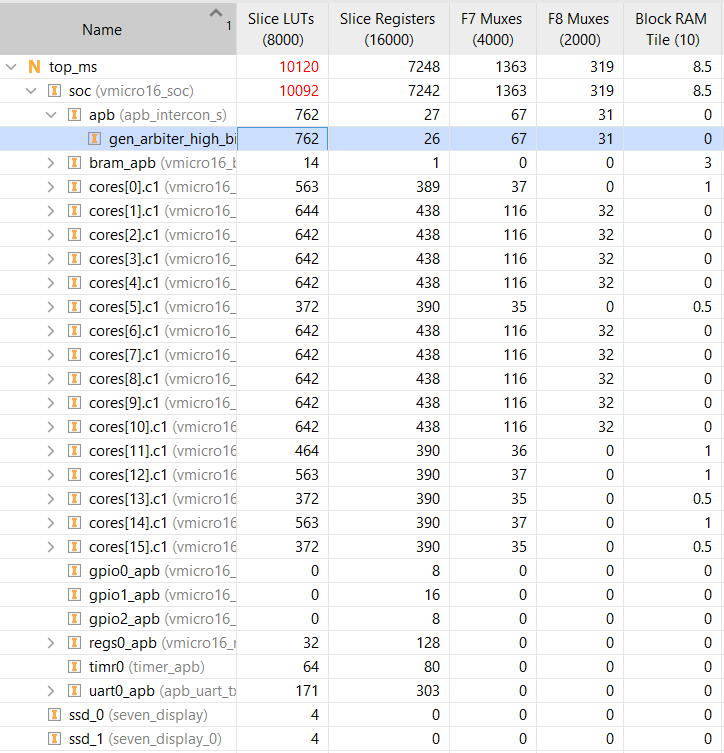 Name 1 Slice LUTs (8000) Slice Registers (16000) F7 Muxes (4000) F8 Muxes (2000) Block RAM Tile (10)
N top_ms 10120 7248 1363 319 8.5
I soc (vmicro16_soc) 10092 7242 1363 319 8.5
I apb (apb_intercon_s) 762 27 67 31 0
I gen_arbiter_high_bi 762 26 67 31 0
I bram_apb (vmicro16_b 14 1 0 0 3
I cores[0].c1 (vmicro16_ 563 389 37 0 1
I cores[1].c1 (vmicro16_ 644 438 116 32 0
I cores[2].c1 (vmicro16_ 642 438 116 32 0
I cores[3].c1 (vmicro16_ 642 438 116 32 0
I cores[4].c1 (vmicro16_ 642 438 116 32 0
I cores[5].c1 (vmicro16_ 372 390 35 0 0.5
I cores[6].c1 (vmicro16_ 642 438 116 32 0
I cores[7].c1 (vmicro16_ 642 438 116 32 0
I cores[8].c1 (vmicro16_ 642 438 116 32 0
I cores[9].c1 (vmicro16_ 642 438 116 32 0
I cores[10].c1 (vmicro16 642 438 116 32 0
I cores[11].c1 (vmicro16 464 390 36 0 1
I cores[12].c1 (vmicro16 563 390 37 0 1
I cores[13].c1 (vmicro16 372 390 35 0 0.5
I cores[14].c1 (vmicro16 563 390 37 0 1
I cores[15].c1 (vmicro16 372 390 35 0 0.5
I gpio0_apb (vmicro16_ 0 8 0 0 0
I gpio1_apb (vmicro16_ 0 16 0 0 0
I gpio2_apb (vmicro16_ 0 8 0 0 0
I regs0_apb (vmicro16_r 32 128 0 0 0
I timr0 (timer_apb) 64 80 0 0 0
I uart0_apb (apb_uart_tx 171 303 0 0 0
I ssd_0 (seven_display) 4 0 0 0 0
I ssd_1 (seven_display_0) 4 0 0 0 0